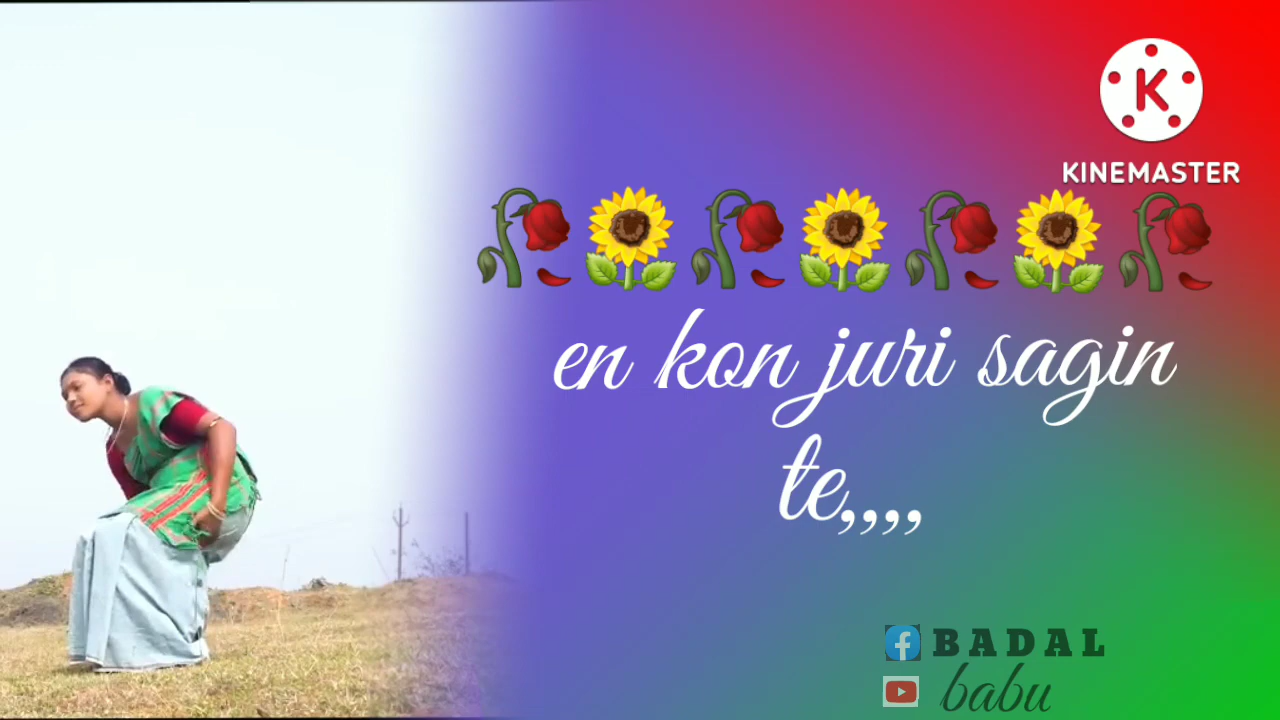 KINEMASTER
en kon juri sagin
te,,,,
BADAL
babu